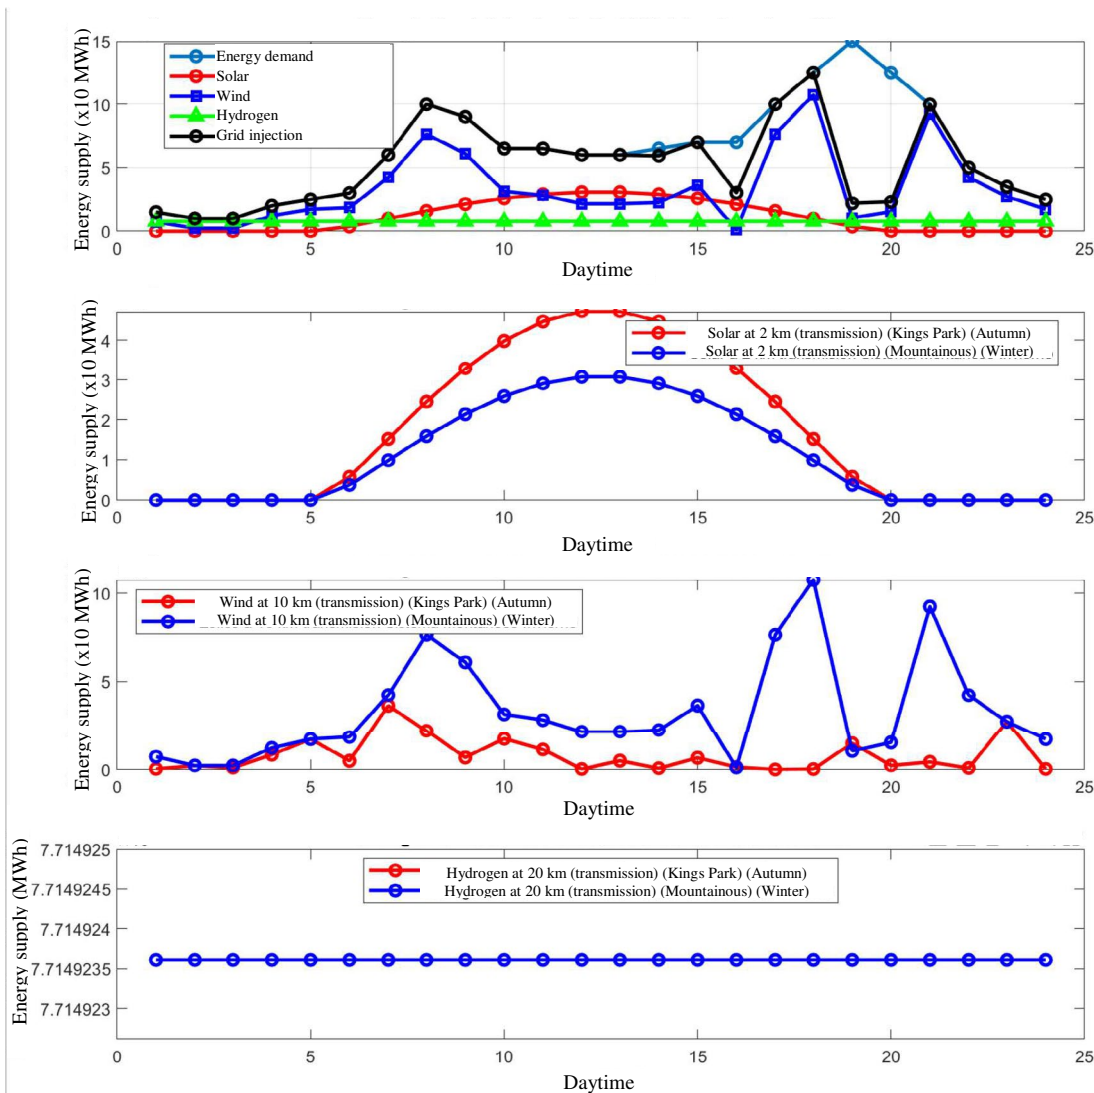 Energy supply (x10 MWh)
15
10
5
0
Energy demand
Solar
Wind
Hydrogen
Grid injection
0 5 10 15 20 25
Daytime
Energy supply (x10 MWh)
4
3
2
1
0
Solar at 2 km (transmission) (Kings Park) (Autumn)
Solar at 2 km (transmission) (Mountainous) (Winter)
0 5 10 15 20 25
Daytime
Energy supply (x10 MWh)
10
5
0
Wind at 10 km (transmission) (Kings Park) (Autumn)
Wind at 10 km (transmission) (Mountainous) (Winter)
0 5 10 15 20 25
Daytime
Energy supply (MWh)
7.714925
7.7149245
7.714924
7.7149235
7.714923
Hydrogen at 20 km (transmission) (Kings Park) (Autumn)
Hydrogen at 20 km (transmission) (Mountainous) (Winter)
0 5 10 15 20 25
Daytime